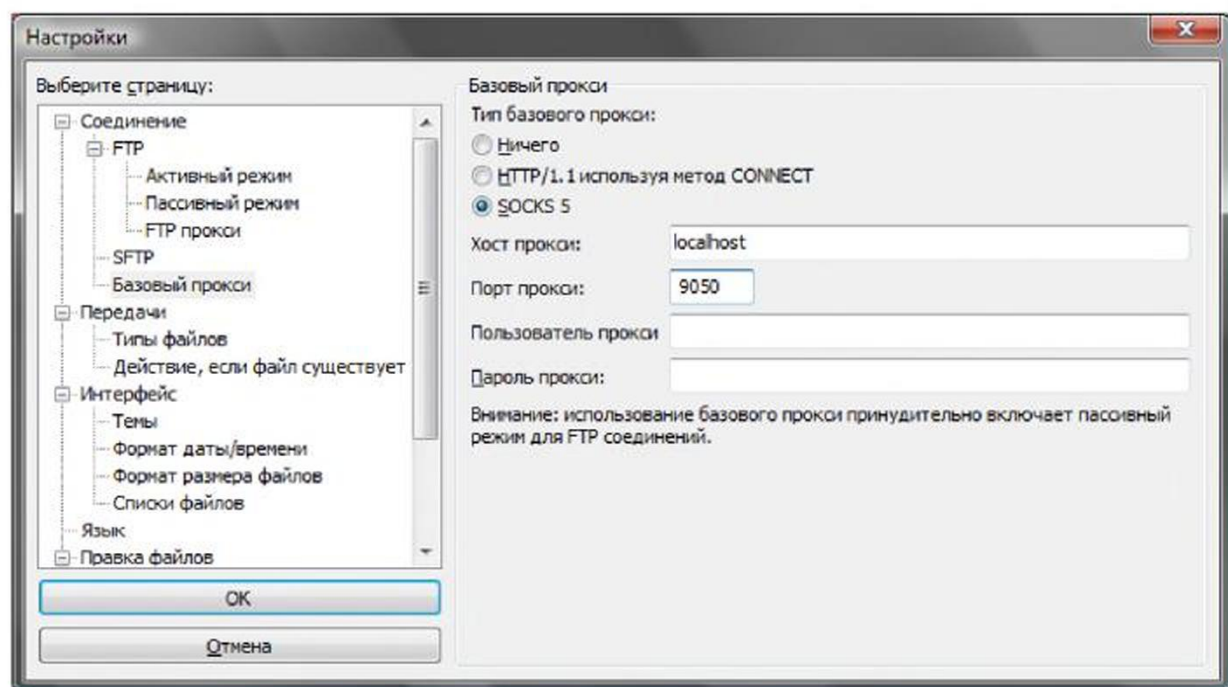 Настройки
Выберите страницу:
Соединение
FTP
Активный режим
Пассивный режим
FTP прокси
SFTP
Базовый прокси
Передачи
Типы файлов
Действие, если файл существует
Интерфейс
Темы
Формат даты/времени
Формат размера файлов
Списки файлов
Язык
Правка файлов
OK
Отмена
Базовый прокси
Тип базового прокси:
Ничего
HTTP/1.1 используя метод CONNECT
SOCKS 5
Хост прокси:
localhost
Порт прокси:
9050
Пользователь прокси
Пароль прокси:
Внимание: использование базового прокси принудительно включает пассивный
режим для FTP соединений.